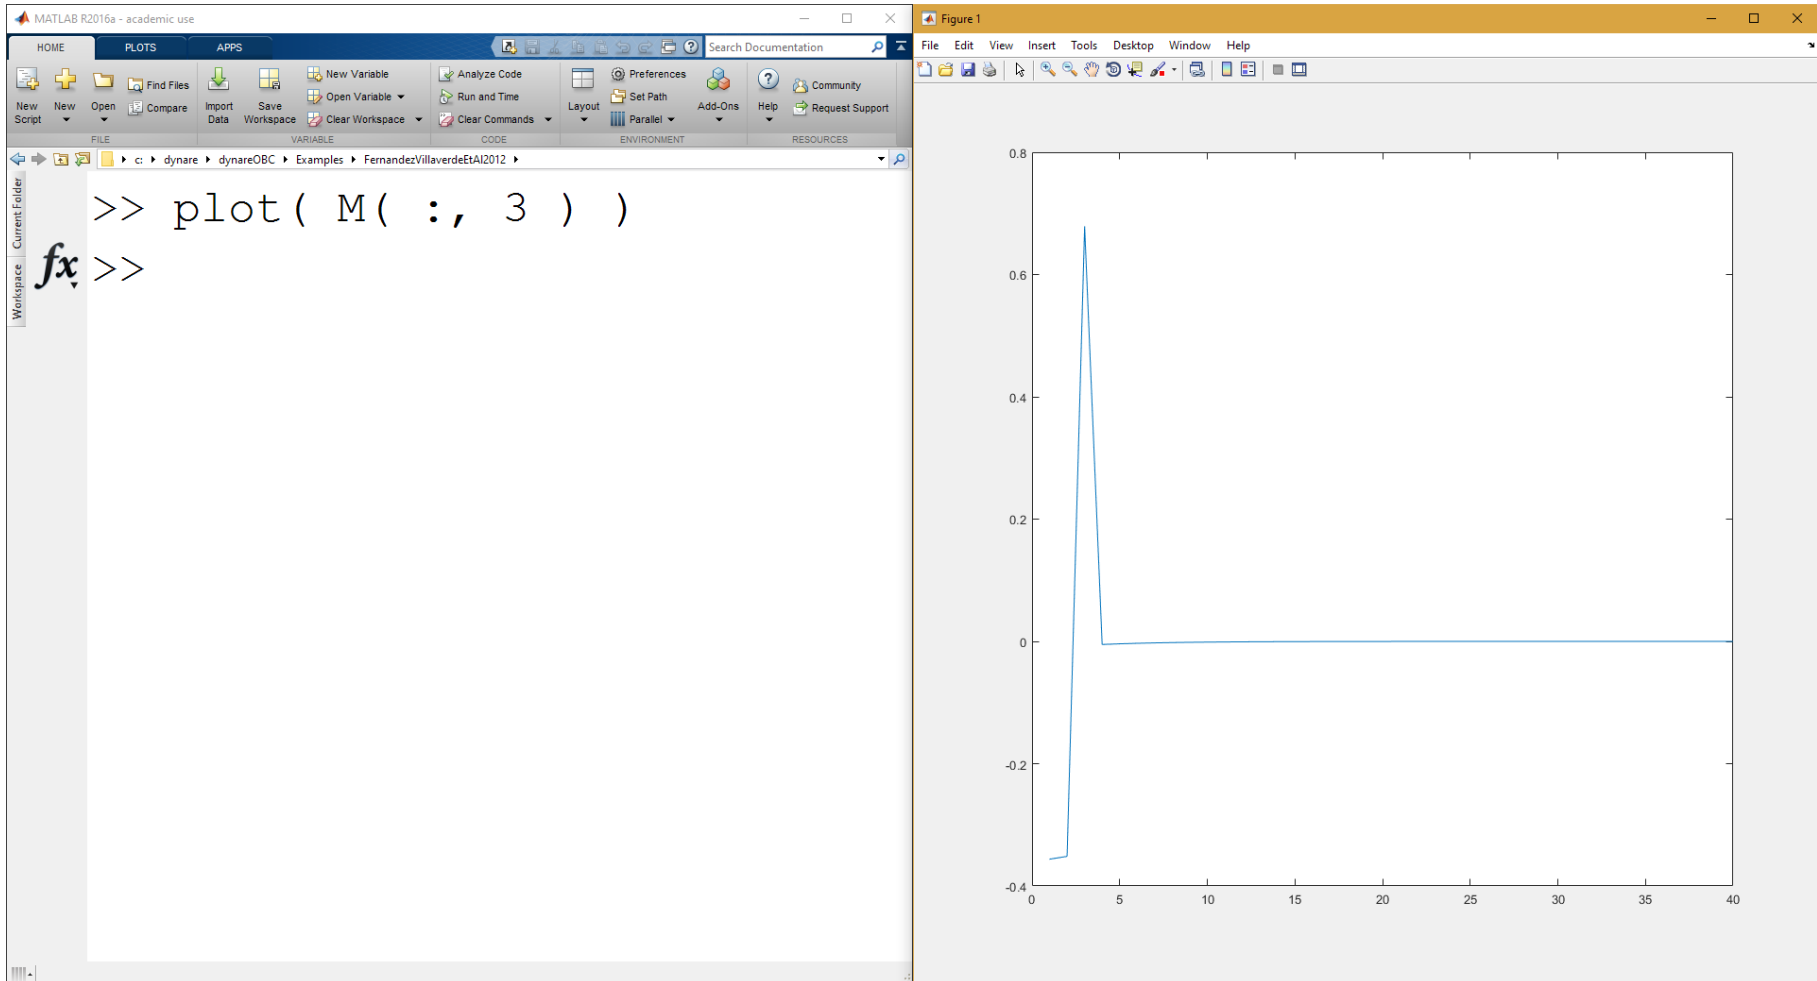 MATLAB R2016a - academic use
HOME PLOTS APPS Search Documentation
New Script New Open Find Files Compare Import Data Save Workspace New Variable Open Variable Clear Workspace Analyze Code Run and Time Clear Commands Layout Preferences Set Path Parallel Add-Ons Help Community Request Support
FILE VARIABLE CODE ENVIRONMENT RESOURCES
c: dynare dynareOBC Examples FernandezVillaverdeEtAl2012
Current Folder
Workspace
>> plot( M( :, 3 ) )
fx >>
Figure 1
File Edit View Insert Tools Desktop Window Help
0.8
0.6
0.4
0.2
0
-0.2
-0.4
0 5 10 15 20 25 30 35 40